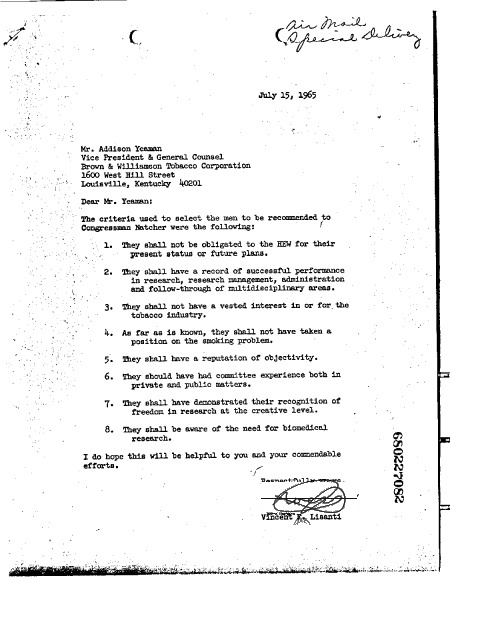 Air Mail
Special Delivery
July 15, 1965
Mr. Addison Yeaman
Vice President & General Counsel
Brown & Williamson Tobacco Corporation
1600 West Hill Street
Louisville, Kentucky 40201
Dear Mr. Yeaman:
The criteria used to select the men to be recommended to
Congressman Natcher were the following:
1. They shall not be obligated to the HEW for their
present status or future plans.
2. They shall have a record of successful performance
in research, research management, administration
and follow-through of multidisciplinary areas.
3. They shall not have a vested interest in or for the
tobacco industry.
4. As far as is known, they shall not have taken a
position on the smoking problem.
5. They shall have a reputation of objectivity.
6. They should have had committee experience both in
private and public matters.
7. They shall have demonstrated their recognition of
freedom in research at the creative level.
8. They shall be aware of the need for biomedical
research.
I do hope this will be helpful to you and your commendable
efforts.
Respectfully yours,
Vincent F. Lisanti
680227082